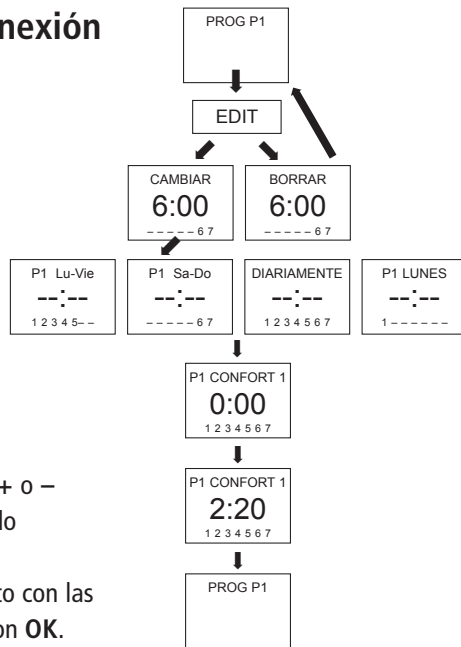 nexión
PROG P1
EDIT
CAMBIAR
6:00
– – – – – 6 7
BORRAR
6:00
– – – – – 6 7
P1 Lu-Vie
--:--
1 2 3 4 5– –
P1 Sa-Do
--:--
– – – – – 6 7
DIARIAMENTE
--:--
1 2 3 4 5 6 7
P1 LUNES
--:--
1 – – – – – –
P1 CONFORT 1
0:00
1 2 3 4 5 6 7
P1 CONFORT 1
2:20
1 2 3 4 5 6 7
+ o –
lo
to con las
on OK.
PROG P1